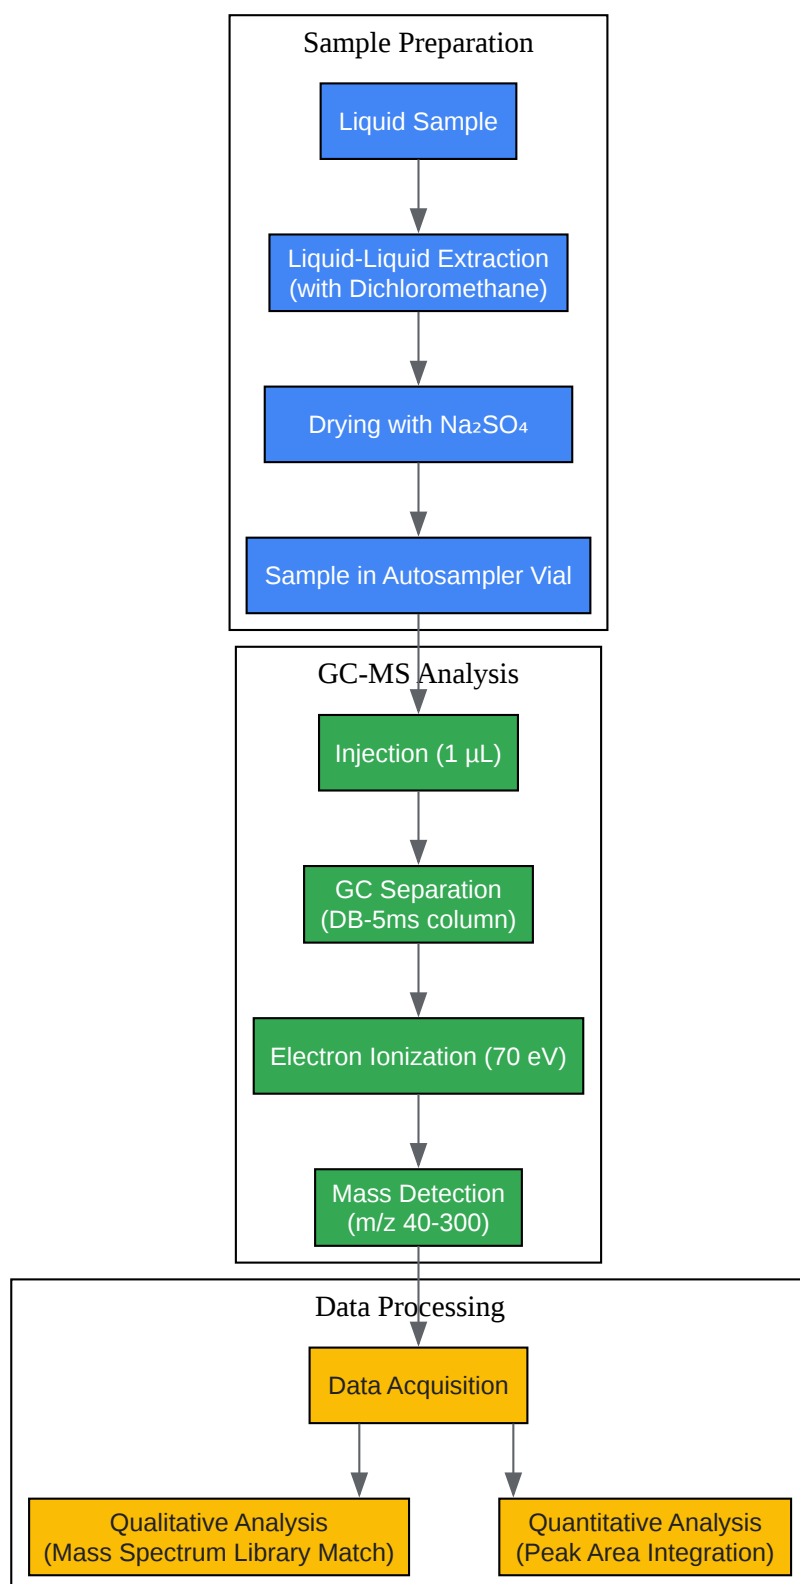 Sample Preparation
Liquid Sample
Liquid-Liquid Extraction
(with Dichloromethane)
Drying with Na₂SO₄
Sample in Autosampler Vial
GC-MS Analysis
Injection (1 µL)
GC Separation
(DB-5ms column)
Electron Ionization (70 eV)
Mass Detection
(m/z 40-300)
Data Processing
Data Acquisition
Qualitative Analysis
(Mass Spectrum Library Match)
Quantitative Analysis
(Peak Area Integration)